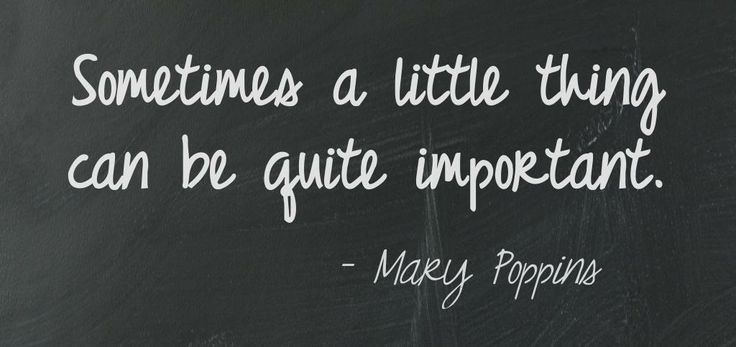 Sometimes a little thing
can be quite important.
- Mary Poppins